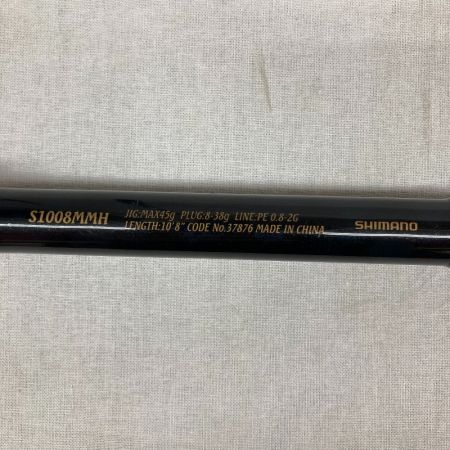 S1008MMH JIG:MAX45g PLUG:8-38g LINE:PE 0.8-2G
LENGTH:10'8" CODE No.37876 MADE IN CHINA
SHIMANO